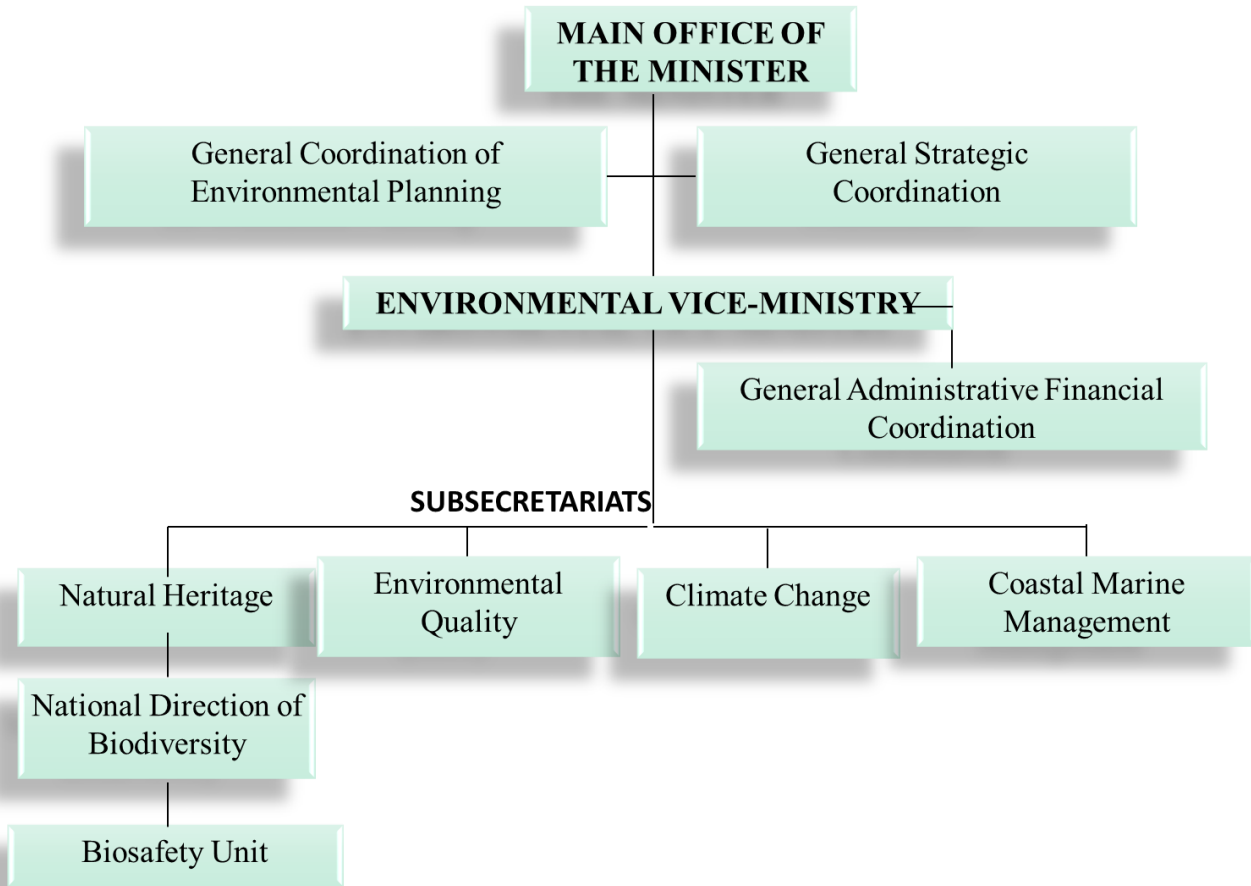 MAIN OFFICE OF
THE MINISTER
General Coordination of
Environmental Planning
General Strategic
Coordination
ENVIRONMENTAL VICE-MINISTRY
General Administrative Financial
Coordination
SUBSECRETARIATS
Natural Heritage
Environmental
Quality
Climate Change
Coastal Marine
Management
National Direction of
Biodiversity
Biosafety Unit